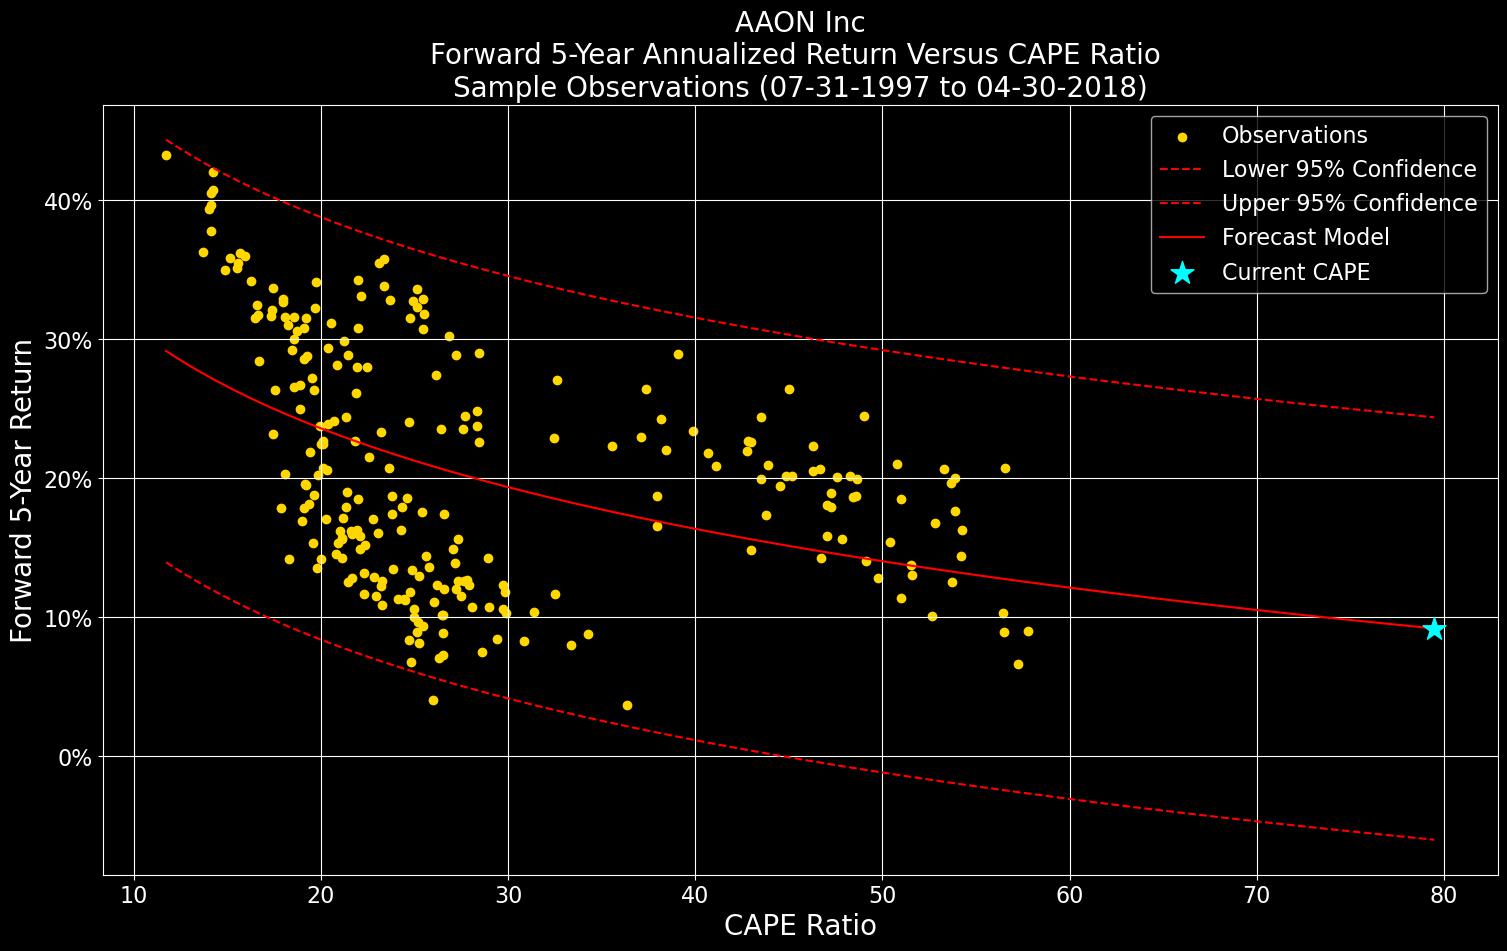 AAON Inc
Forward 5-Year Annualized Return Versus CAPE Ratio
Sample Observations (07-31-1997 to 04-30-2018)
Observations
Lower 95% Confidence
Upper 95% Confidence
Forecast Model
Current CAPE
Forward 5-Year Return
40%
30%
20%
10%
0%
10 20 30 40 50 60 70 80
CAPE Ratio